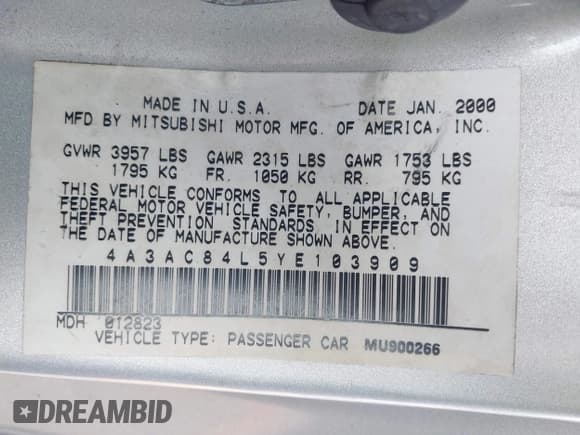 MADE IN U.S.A. DATE JAN. 2000
MFD BY MITSUBISHI MOTOR MFG. OF AMERICA, INC.
GVWR 3957 LBS GAWR 2315 LBS GAWR 1753 LBS
1795 KG FR. 1050 KG RR. 795 KG
THIS VEHICLE CONFORMS TO ALL APPLICABLE
FEDERAL MOTOR VEHICLE SAFETY, BUMPER, AND
THEFT PREVENTION STANDARDS IN EFFECT ON
THE DATE OF MANUFACTURE SHOWN ABOVE.
4A3AC84L5YE103909
MDH 012823
VEHICLE TYPE: PASSENGER CAR MU900266
DREAMBID